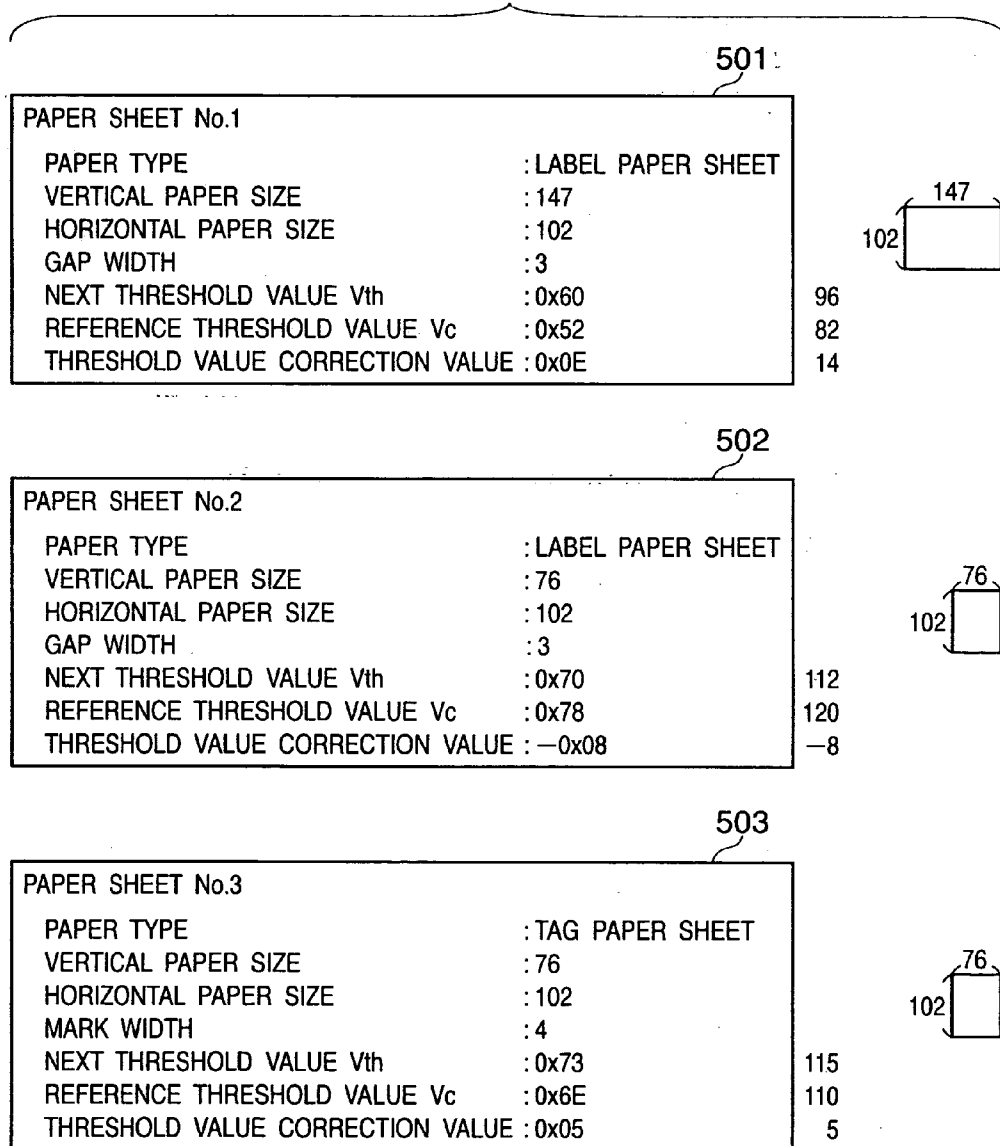 501
PAPER SHEET No.1
PAPER TYPE : LABEL PAPER SHEET
VERTICAL PAPER SIZE : 147
HORIZONTAL PAPER SIZE : 102
GAP WIDTH : 3
NEXT THRESHOLD VALUE Vth : 0x60 96
REFERENCE THRESHOLD VALUE Vc : 0x52 82
THRESHOLD VALUE CORRECTION VALUE : 0x0E 14
147
102
502
PAPER SHEET No.2
PAPER TYPE : LABEL PAPER SHEET
VERTICAL PAPER SIZE : 76
HORIZONTAL PAPER SIZE : 102
GAP WIDTH : 3
NEXT THRESHOLD VALUE Vth : 0x70 112
REFERENCE THRESHOLD VALUE Vc : 0x78 120
THRESHOLD VALUE CORRECTION VALUE : —0x08 —8
76
102
503
PAPER SHEET No.3
PAPER TYPE : TAG PAPER SHEET
VERTICAL PAPER SIZE : 76
HORIZONTAL PAPER SIZE : 102
MARK WIDTH : 4
NEXT THRESHOLD VALUE Vth : 0x73 115
REFERENCE THRESHOLD VALUE Vc : 0x6E 110
THRESHOLD VALUE CORRECTION VALUE : 0x05 5
76
102